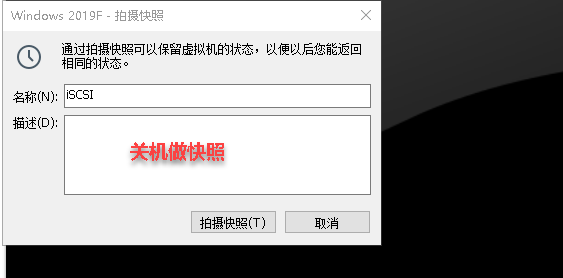 Windows 2019F - 拍摄快照
通过拍摄快照可以保留虚拟机的状态，以便以后您能返回
相同的状态。
名称(N): iSCSI
描述(D):
关机做快照
拍摄快照(T) 取消